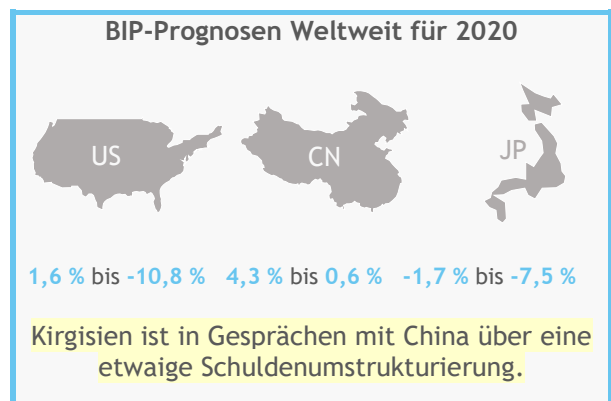 BIP-Prognosen Weltweit für 2020
US
CN
JP
1,6 % bis -10,8 % 4,3 % bis 0,6 % -1,7 % bis -7,5 %
Kirgisien ist in Gesprächen mit China über eine
etwaige Schuldenumstrukturierung.